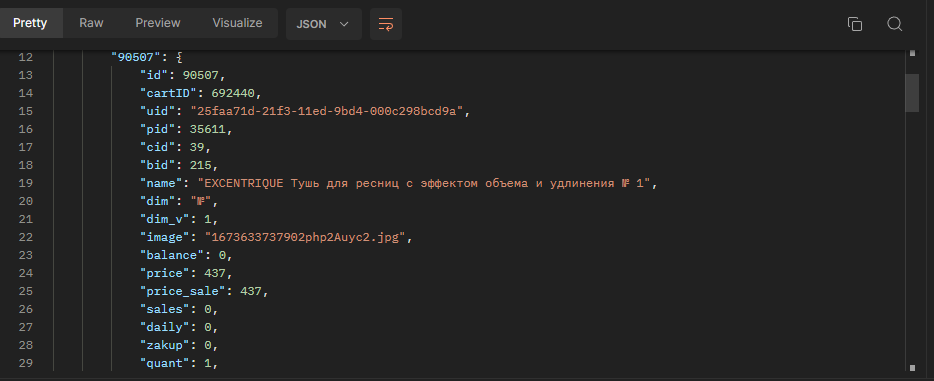 Pretty Raw Preview Visualize JSON
12 "90507": {
13 "id": 90507,
14 "cartID": 692440,
15 "uid": "25faa71d-21f3-11ed-9bd4-000c298bcd9a",
16 "pid": 35611,
17 "cid": 39,
18 "bid": 215,
19 "name": "EXCENTRIQUE Тушь для ресниц с эффектом объема и удлинения № 1",
20 "dim": "№",
21 "dim_v": 1,
22 "image": "1673633737902php2Auyc2.jpg",
23 "balance": 0,
24 "price": 437,
25 "price_sale": 437,
26 "sales": 0,
27 "daily": 0,
28 "zakup": 0,
29 "quant": 1,